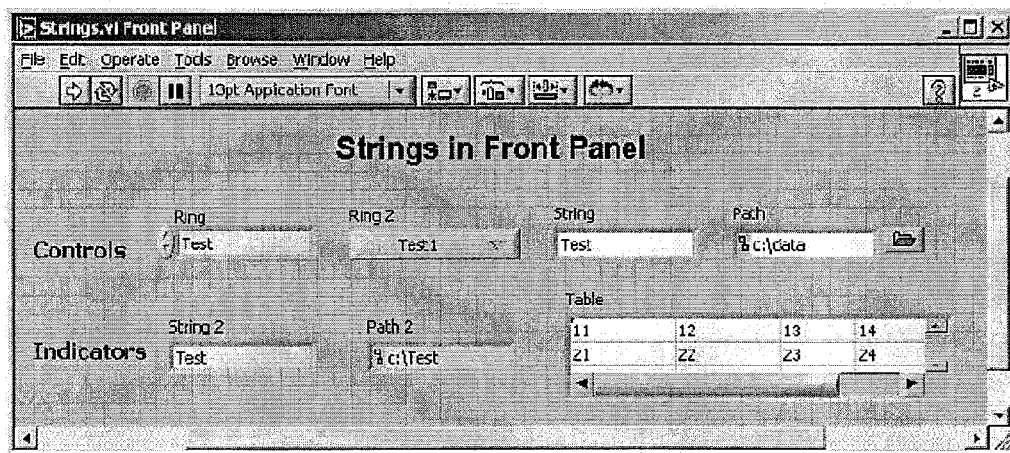 Strings.vi Front Panel
File Edit Operate Tools Browse Window Help
13pt Application Font
?
2
Strings in Front Panel
Ring
Ring 2
String
Path
Controls
Test
Test1
Test
c:\data
Table
String 2
Path 2
11 12 13 14
Indicators
Test
c:\Test
21 22 23 24